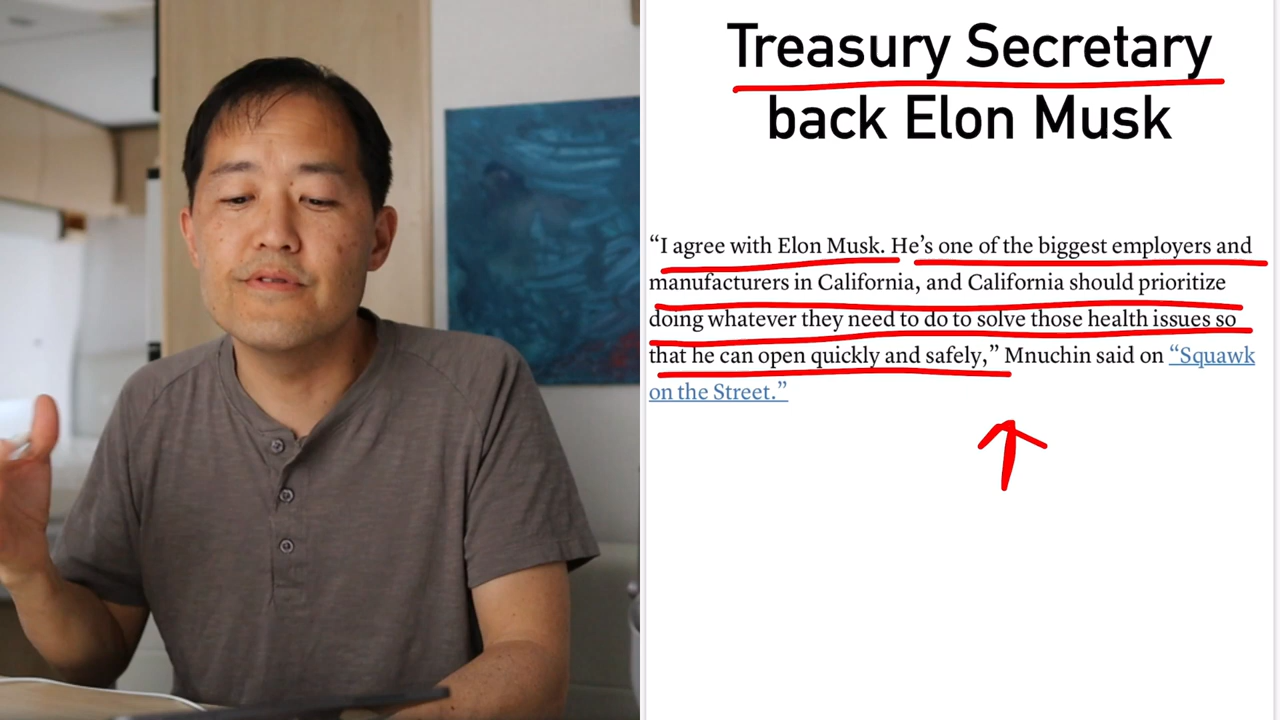 Treasury Secretary
back Elon Musk
“I agree with Elon Musk. He’s one of the biggest employers and
manufacturers in California, and California should prioritize
doing whatever they need to do to solve those health issues so
that he can open quickly and safely,” Mnuchin said on “Squawk
on the Street.”